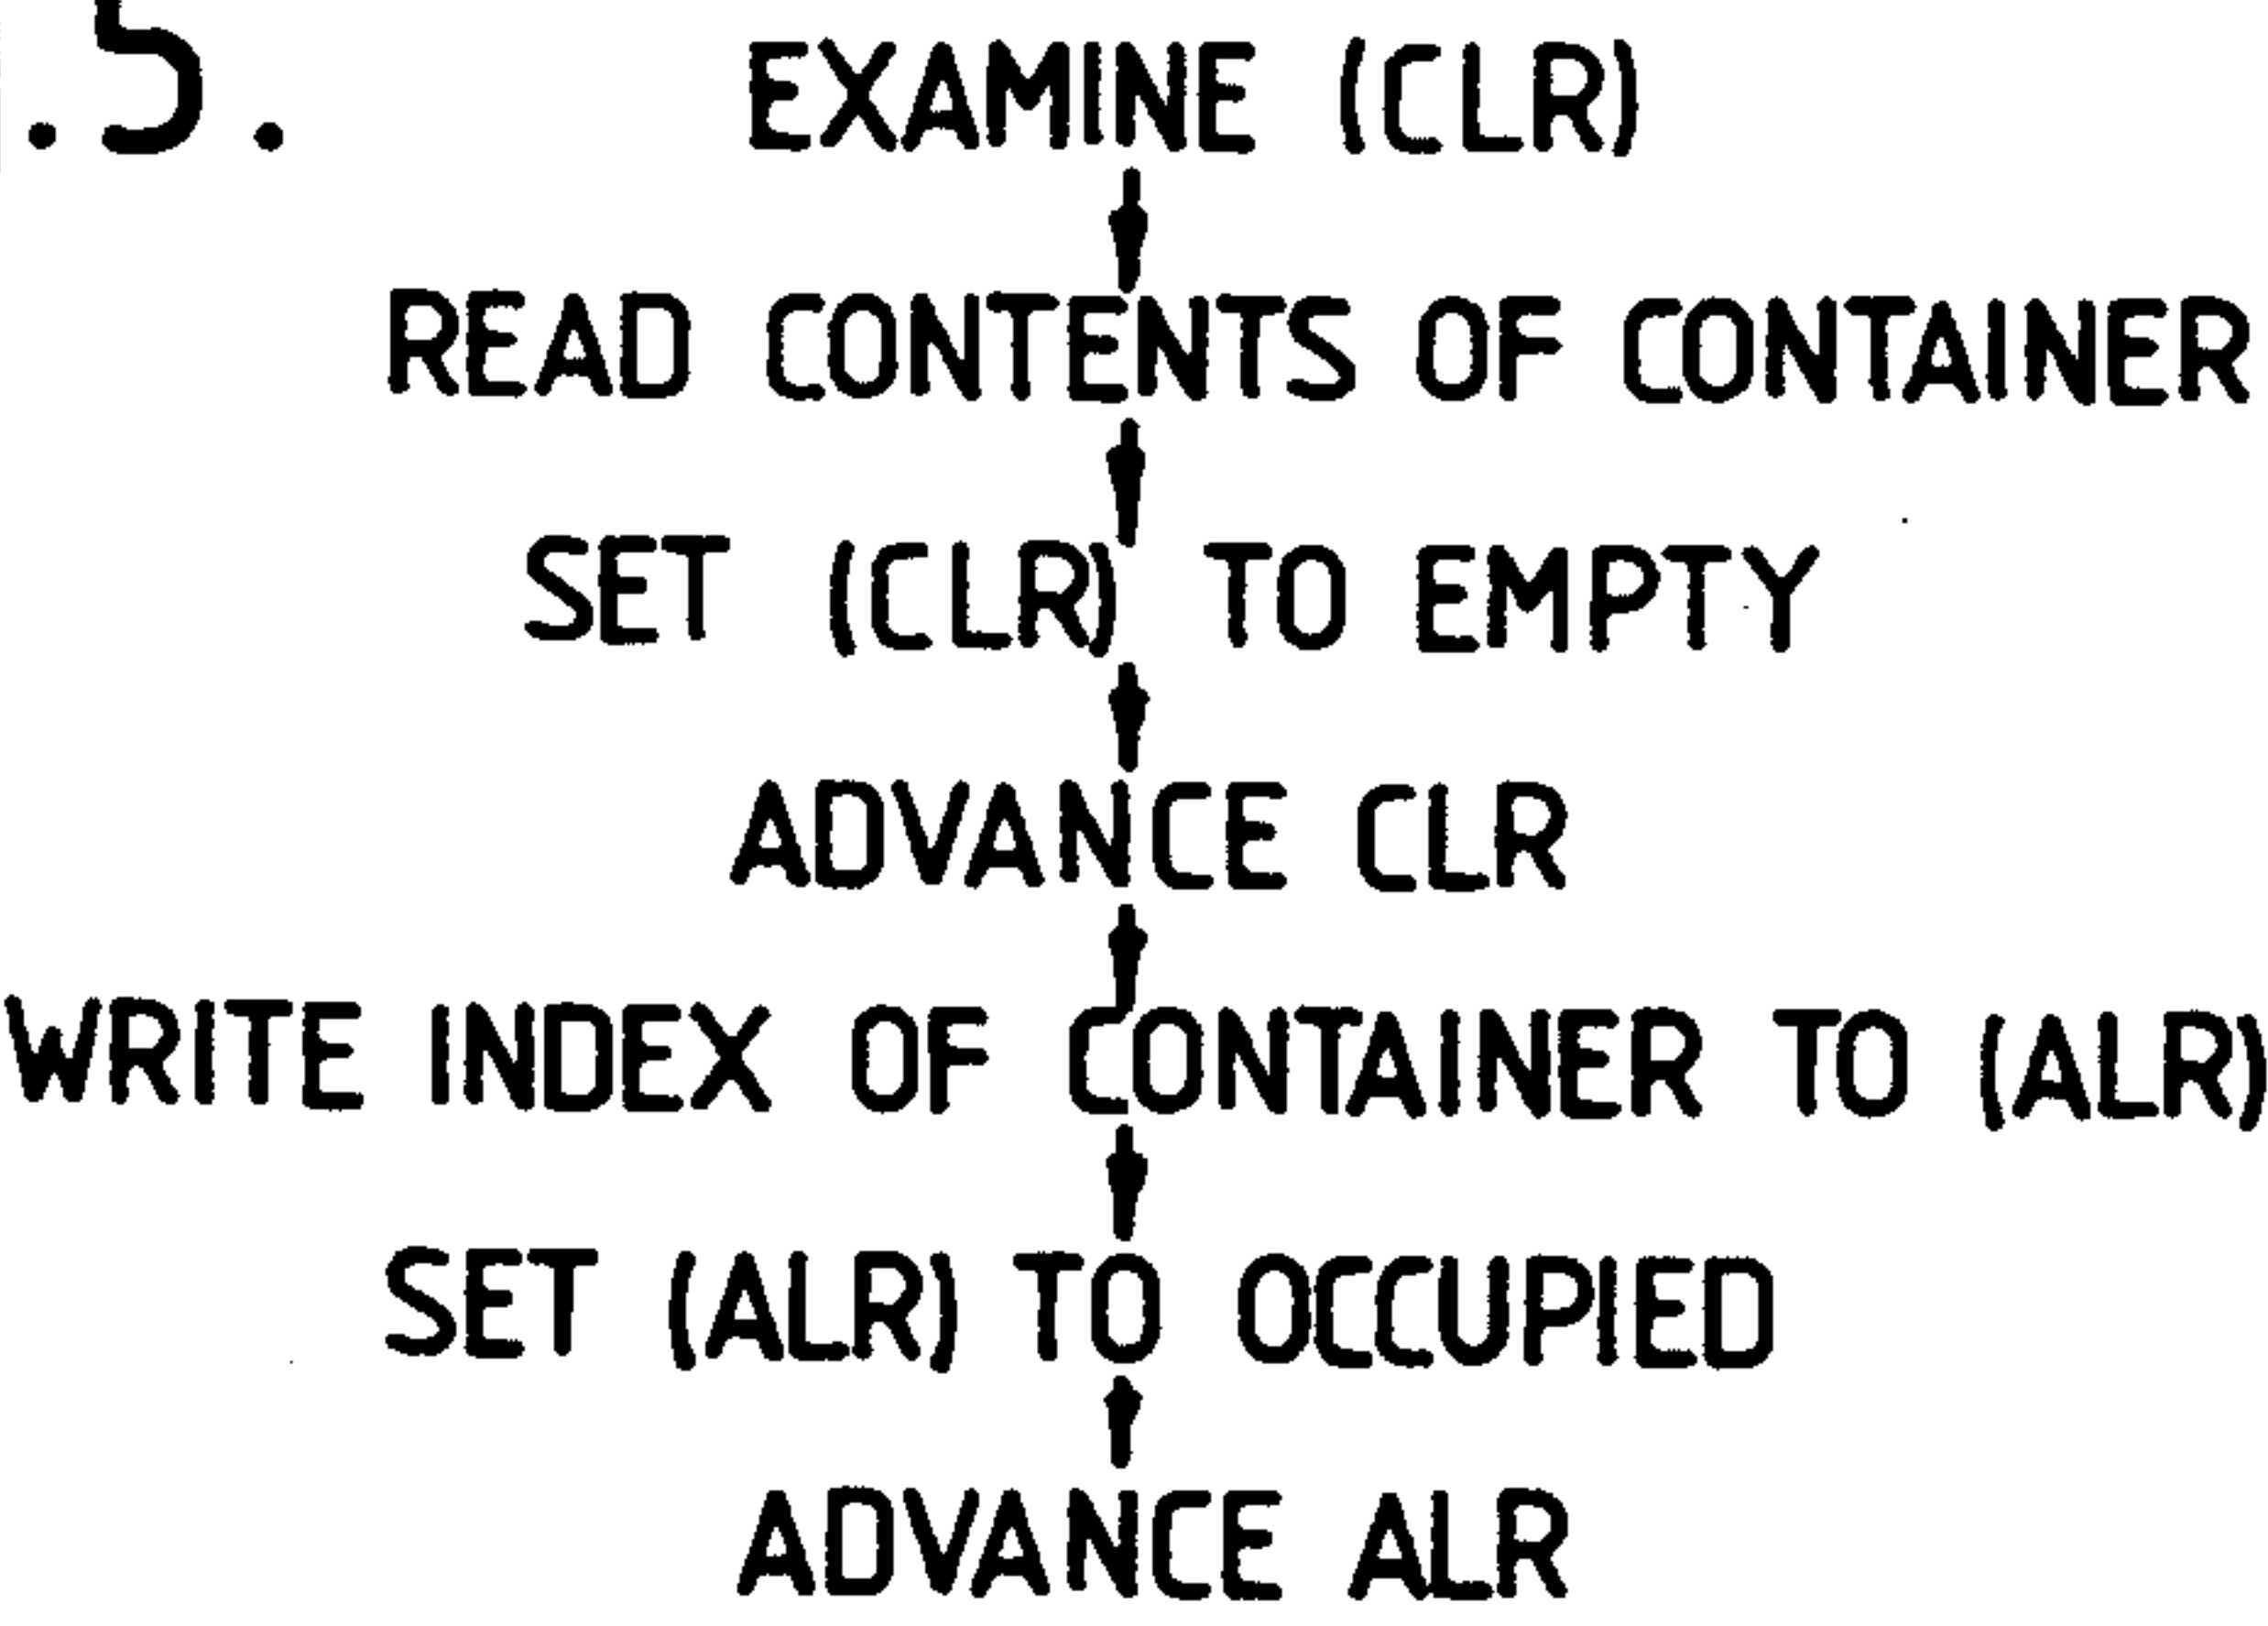 .5.
EXAMINE (CLR)
READ CONTENTS OF CONTAINER
SET (CLR) TO EMPTY
ADVANCE CLR
WRITE INDEX OF CONTAINER TO (ALR)
SET (ALR) TO OCCUPIED
ADVANCE ALR